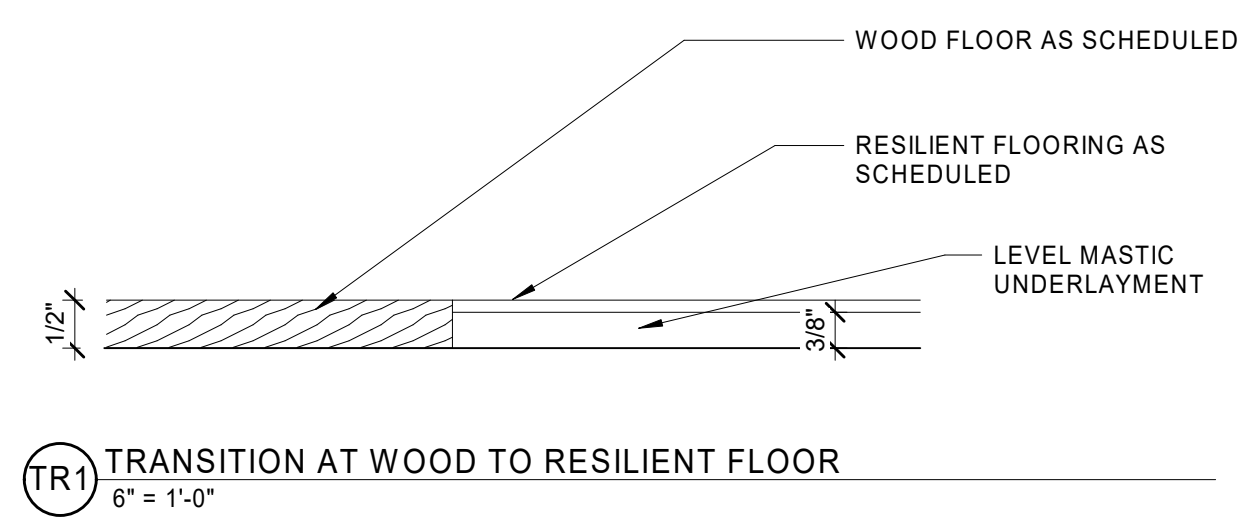 WOOD FLOOR AS SCHEDULED
RESILIENT FLOORING AS
SCHEDULED
LEVEL MASTIC
UNDERLAYMENT
1/2"
3/8"
TR1
TRANSITION AT WOOD TO RESILIENT FLOOR
6" = 1'-0"